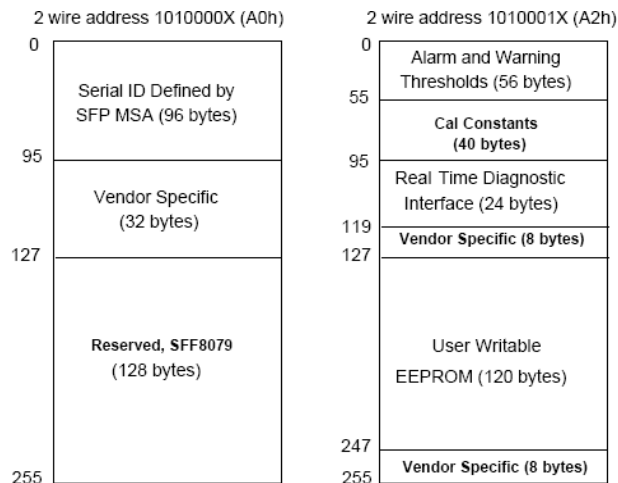 2 wire address 1010000X (A0h)
0
Serial ID Defined by
SFP MSA (96 bytes)
95
Vendor Specific
(32 bytes)
127
Reserved, SFF8079
(128 bytes)
255
2 wire address 1010001X (A2h)
0
Alarm and Warning
Thresholds (56 bytes)
55
Cal Constants
(40 bytes)
95
Real Time Diagnostic
Interface (24 bytes)
119
Vendor Specific (8 bytes)
127
User Writable
EEPROM (120 bytes)
247
Vendor Specific (8 bytes)
255